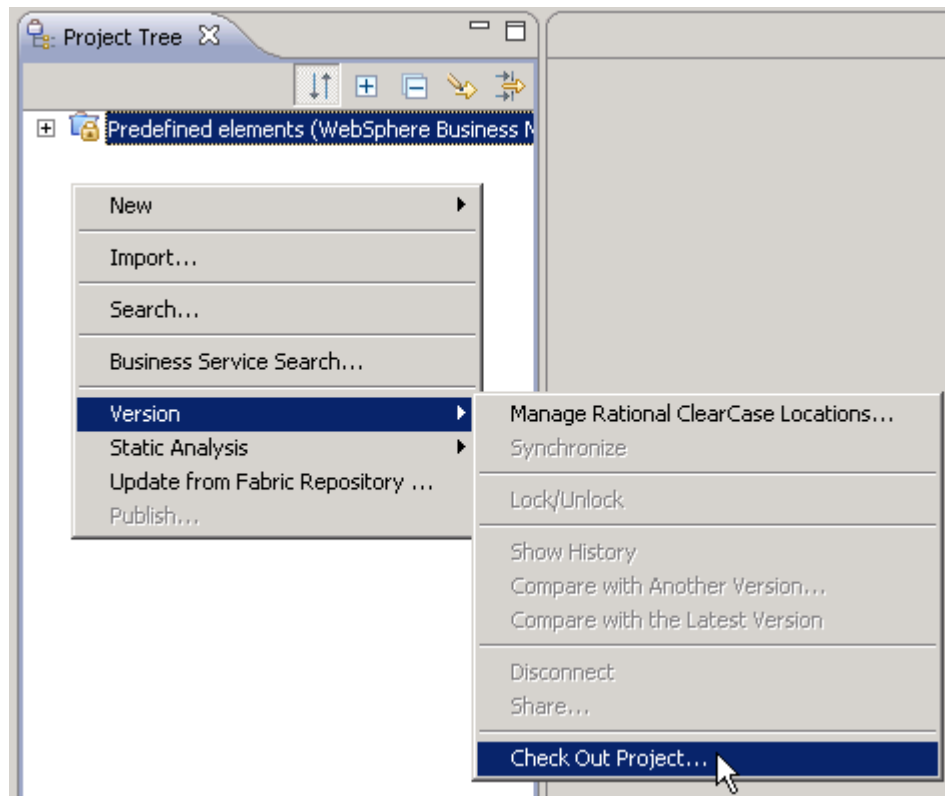 Project Tree
Predefined elements (WebSphere Business
New
Import...
Search...
Business Service Search...
Version
Static Analysis
Update from Fabric Repository ...
Publish...
Manage Rational ClearCase Locations...
Synchronize
Lock/Unlock
Show History
Compare with Another Version...
Compare with the Latest Version
Disconnect
Share...
Check Out Project...